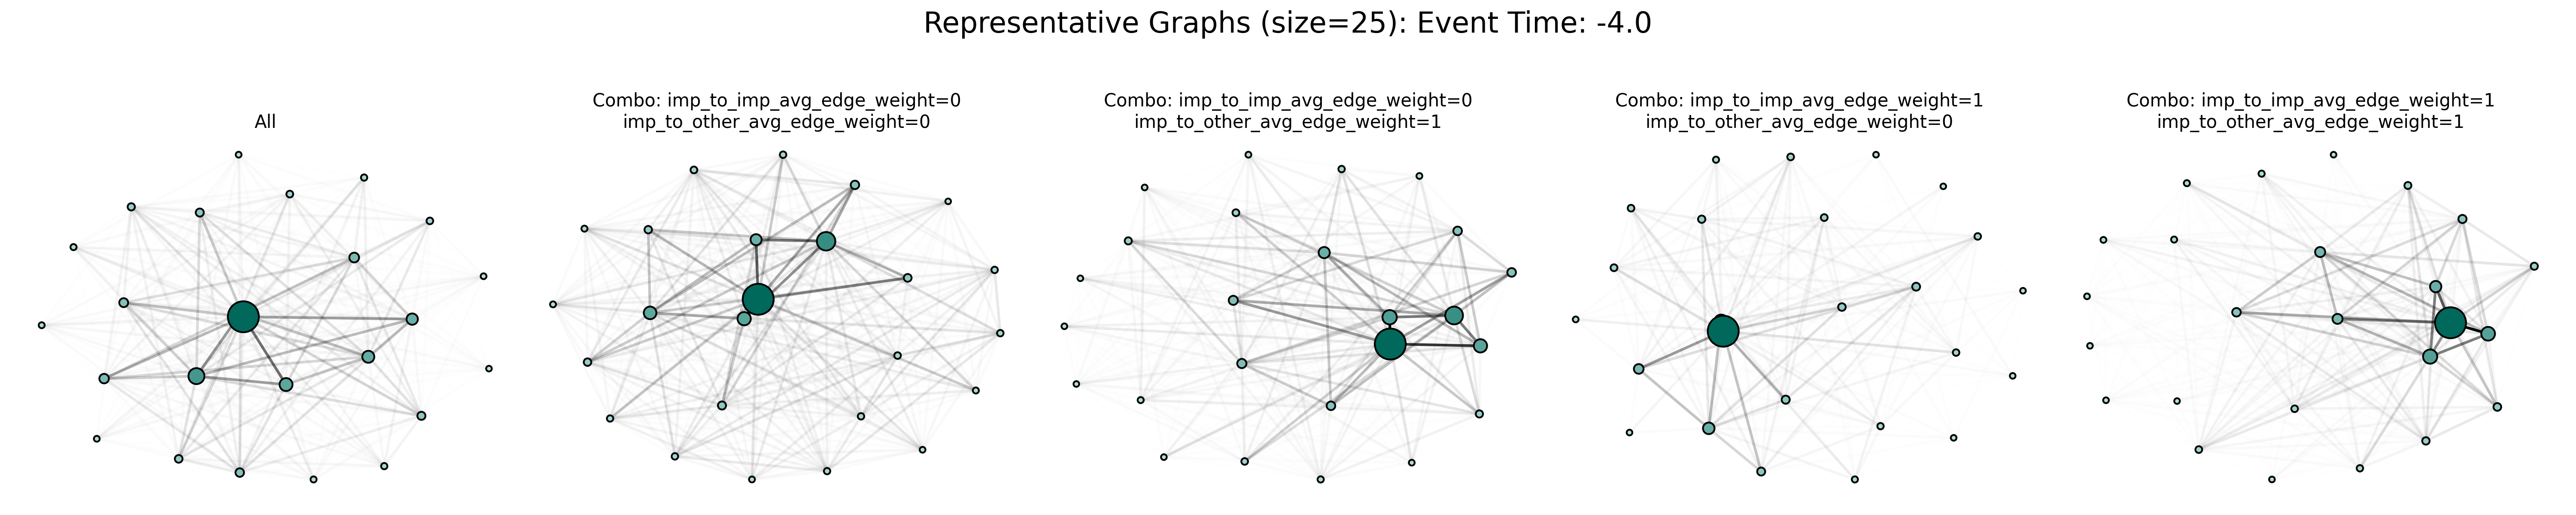 Representative Graphs (size=25): Event Time: -4.0
All
Combo: imp_to_imp_avg_edge_weight=0
imp_to_other_avg_edge_weight=0
Combo: imp_to_imp_avg_edge_weight=0
imp_to_other_avg_edge_weight=1
Combo: imp_to_imp_avg_edge_weight=1
imp_to_other_avg_edge_weight=0
Combo: imp_to_imp_avg_edge_weight=1
imp_to_other_avg_edge_weight=1